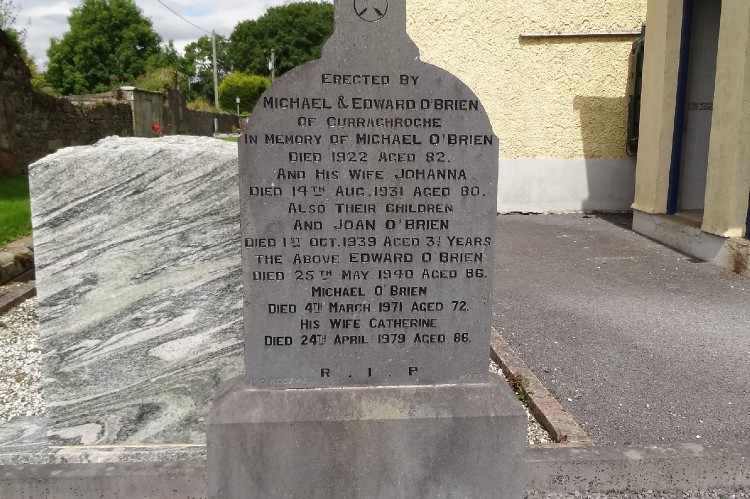 ERECTED BY
MICHAEL & EDWARD O'BRIEN
OF CURRAGHROCHE
IN MEMORY OF MICHAEL O'BRIEN
DIED 1922 AGED 82.
AND HIS WIFE JOHANNA
DIED 14TH AUG. 1931 AGED 80.
ALSO THEIR CHILDREN
AND JOAN O'BRIEN
DIED 1ST OCT. 1939 AGED 3½ YEARS
THE ABOVE EDWARD O'BRIEN
DIED 25TH MAY 1940 AGED 86.
MICHAEL O'BRIEN
DIED 4TH MARCH 1971 AGED 72.
HIS WIFE CATHERINE
DIED 24TH APRIL 1979 AGED 86.
R.I.P